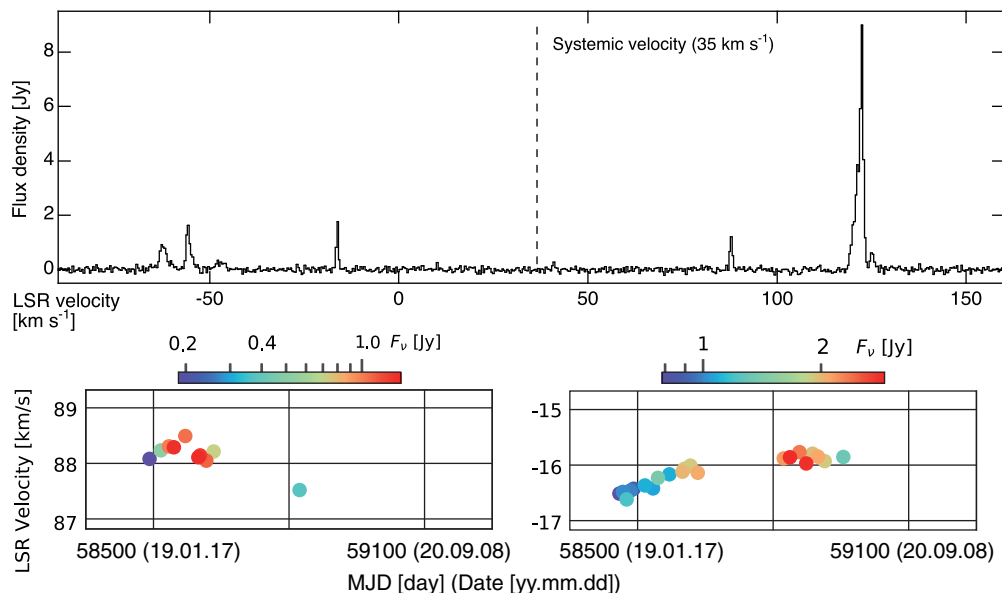 8
6
4
2
0
Flux density [Jy]
Systemic velocity (35 km s⁻¹)
LSR velocity
[km s⁻¹]
-50 0 50 100 150
0.2 0.4 1.0 Fν [Jy]
1 2 Fν [Jy]
LSR Velocity [km/s]
89
88
87
-15
-16
-17
58500 (19.01.17) 59100 (20.09.08)
58500 (19.01.17) 59100 (20.09.08)
MJD [day] (Date [yy.mm.dd])